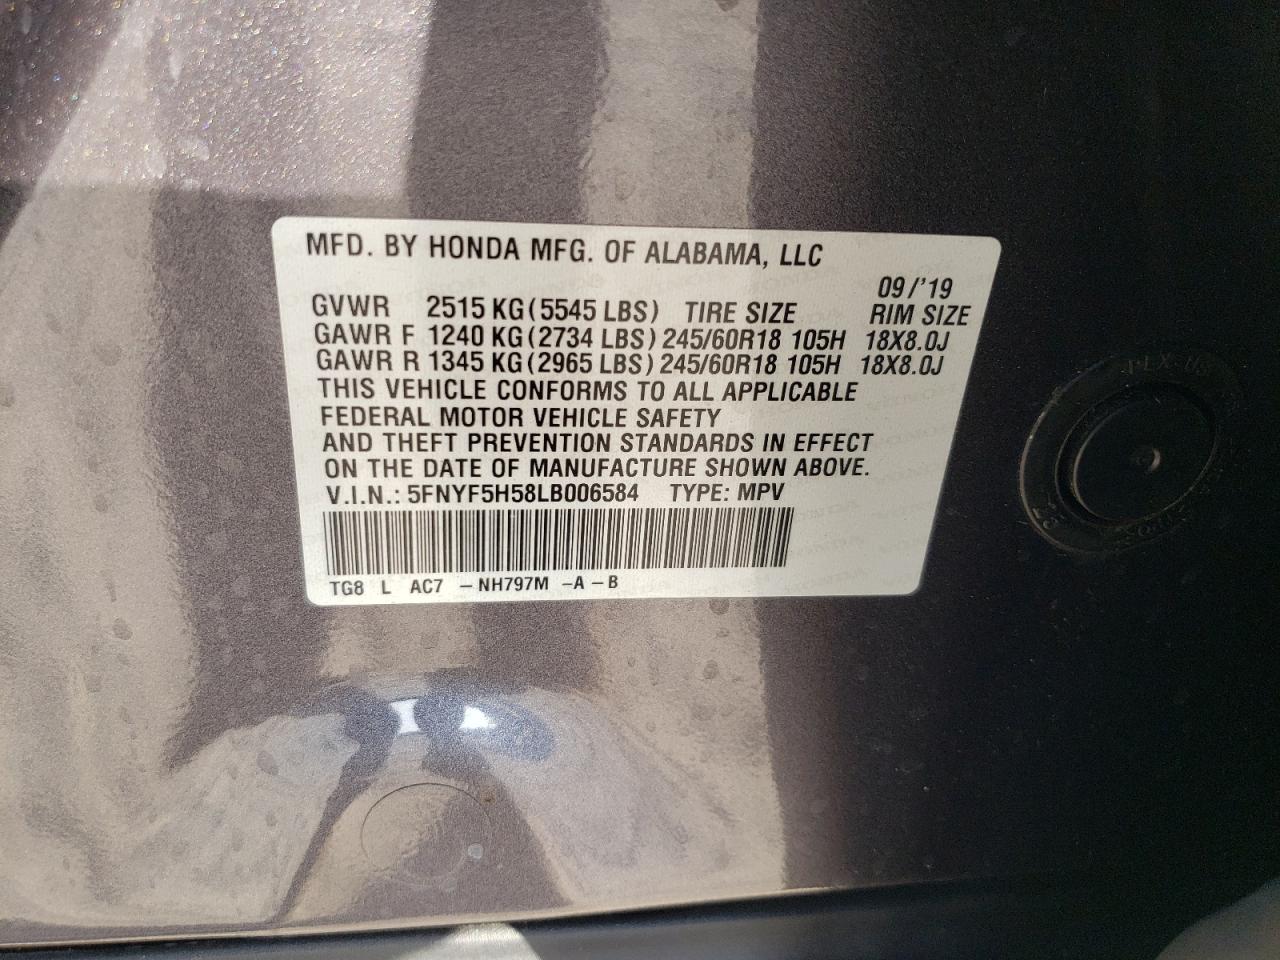 MFD. BY HONDA MFG. OF ALABAMA, LLC
09/'19
GVWR 2515 KG (5545 LBS) TIRE SIZE RIM SIZE
GAWR F 1240 KG (2734 LBS) 245/60R18 105H 18X8.0J
GAWR R 1345 KG (2965 LBS) 245/60R18 105H 18X8.0J
THIS VEHICLE CONFORMS TO ALL APPLICABLE
FEDERAL MOTOR VEHICLE SAFETY
AND THEFT PREVENTION STANDARDS IN EFFECT
ON THE DATE OF MANUFACTURE SHOWN ABOVE.
V.I.N.: 5FNYF5H58LB006584 TYPE: MPV
TG8 L AC7 – NH797M – A – B